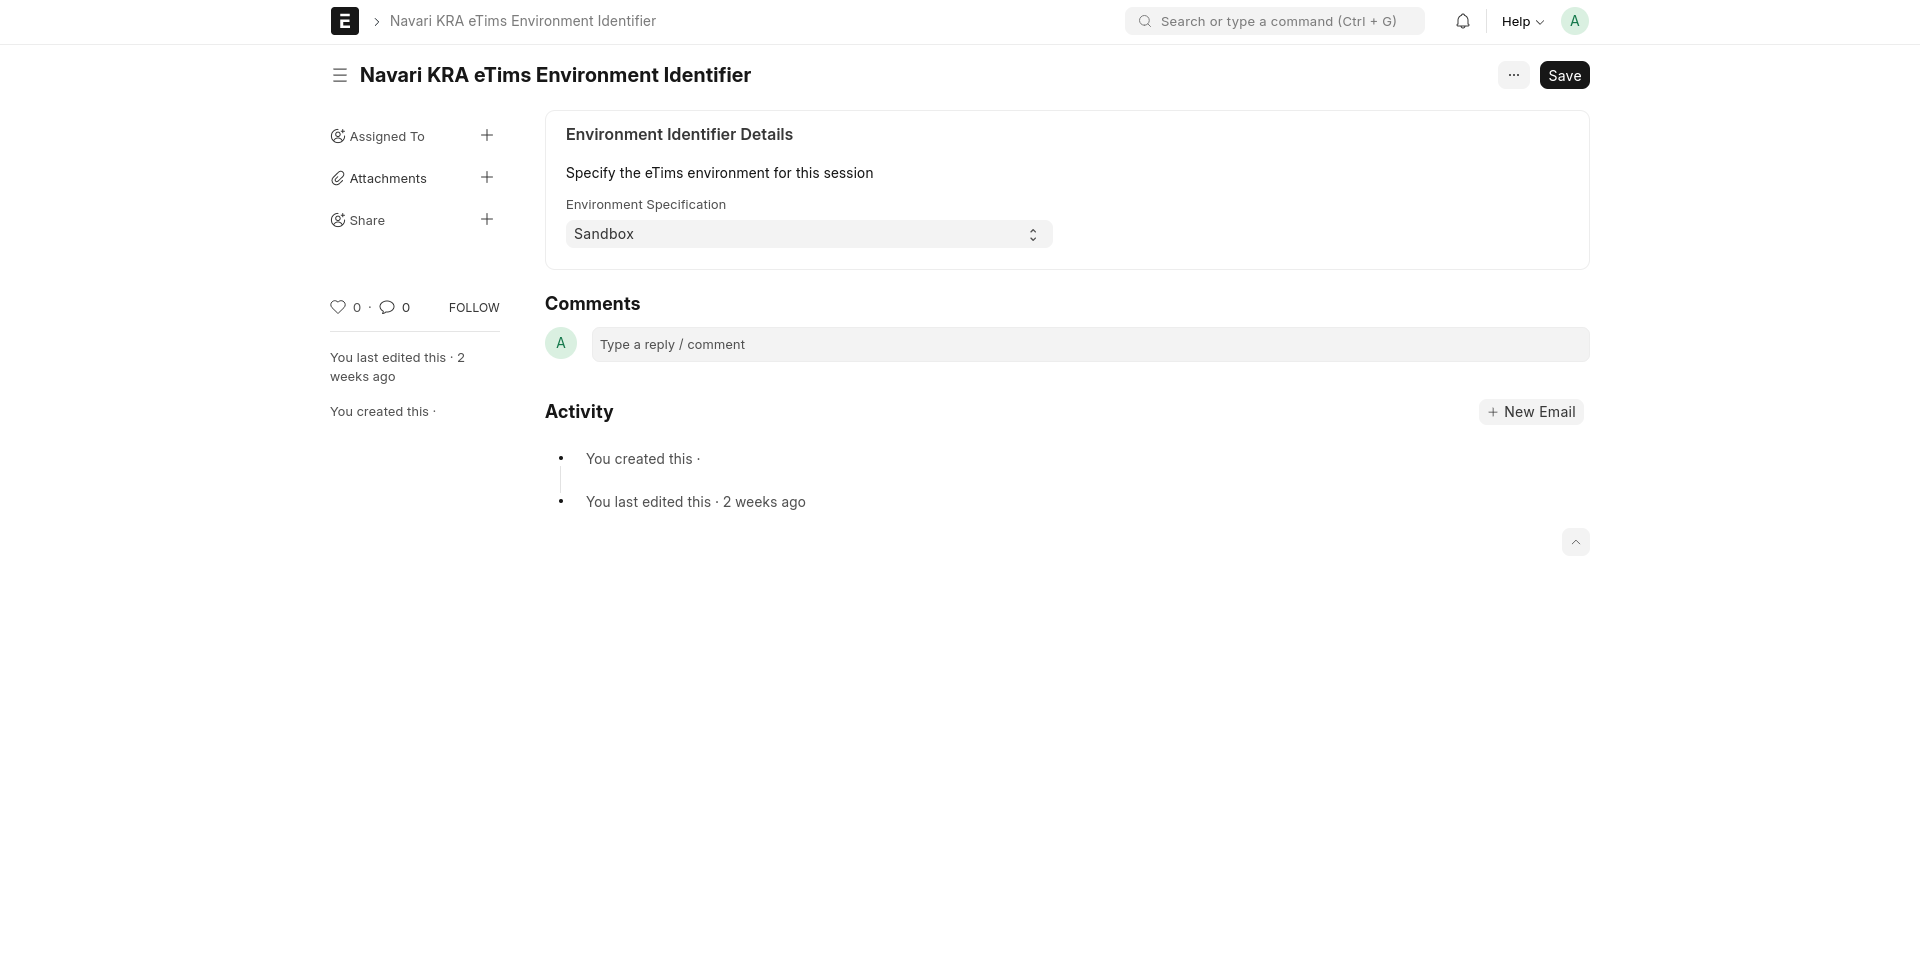 E
Navari KRA eTims Environment Identifier
Search or type a command (Ctrl + G)
Help
A
Navari KRA eTims Environment Identifier
Save
Assigned To
Attachments
Share
0 · 0
FOLLOW
You last edited this · 2
weeks ago
You created this ·
Environment Identifier Details
Specify the eTims environment for this session
Environment Specification
Sandbox
Comments
A
Type a reply / comment
Activity
New Email
You created this ·
You last edited this · 2 weeks ago